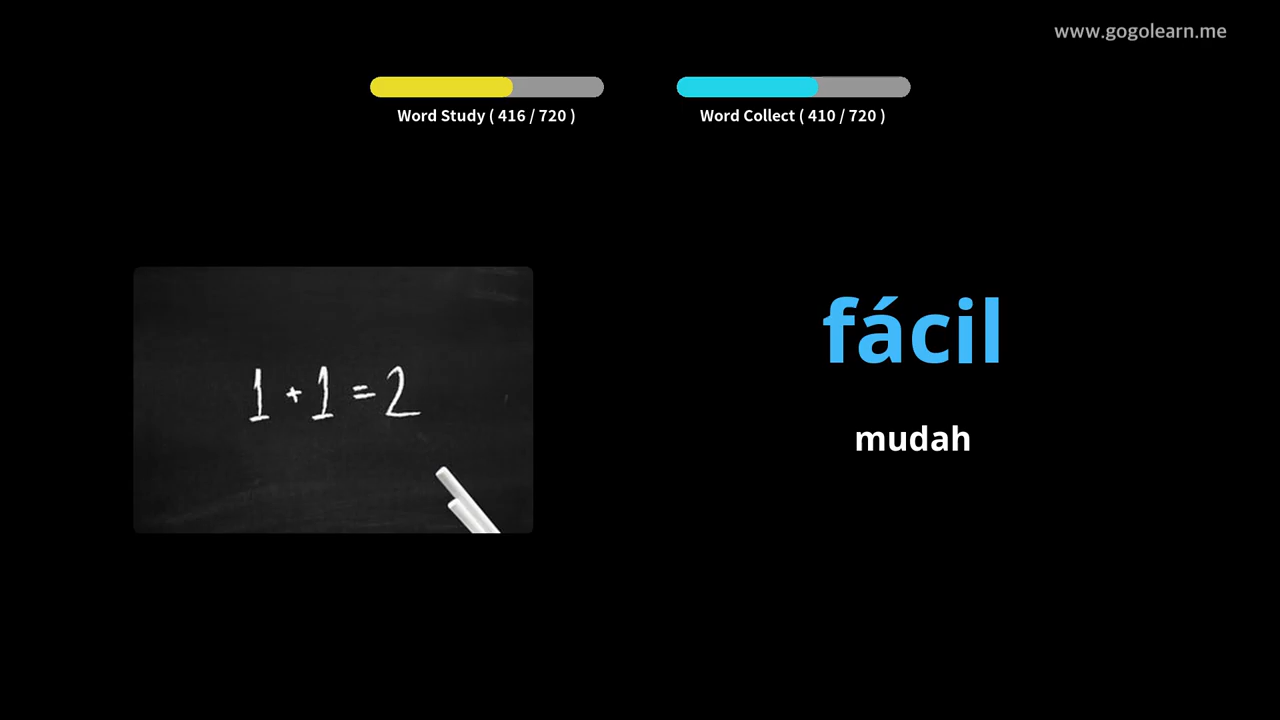 www.gogolearn.me
Word Study ( 416 / 720 )
Word Collect ( 410 / 720 )
1 + 1 = 2
fácil
mudah